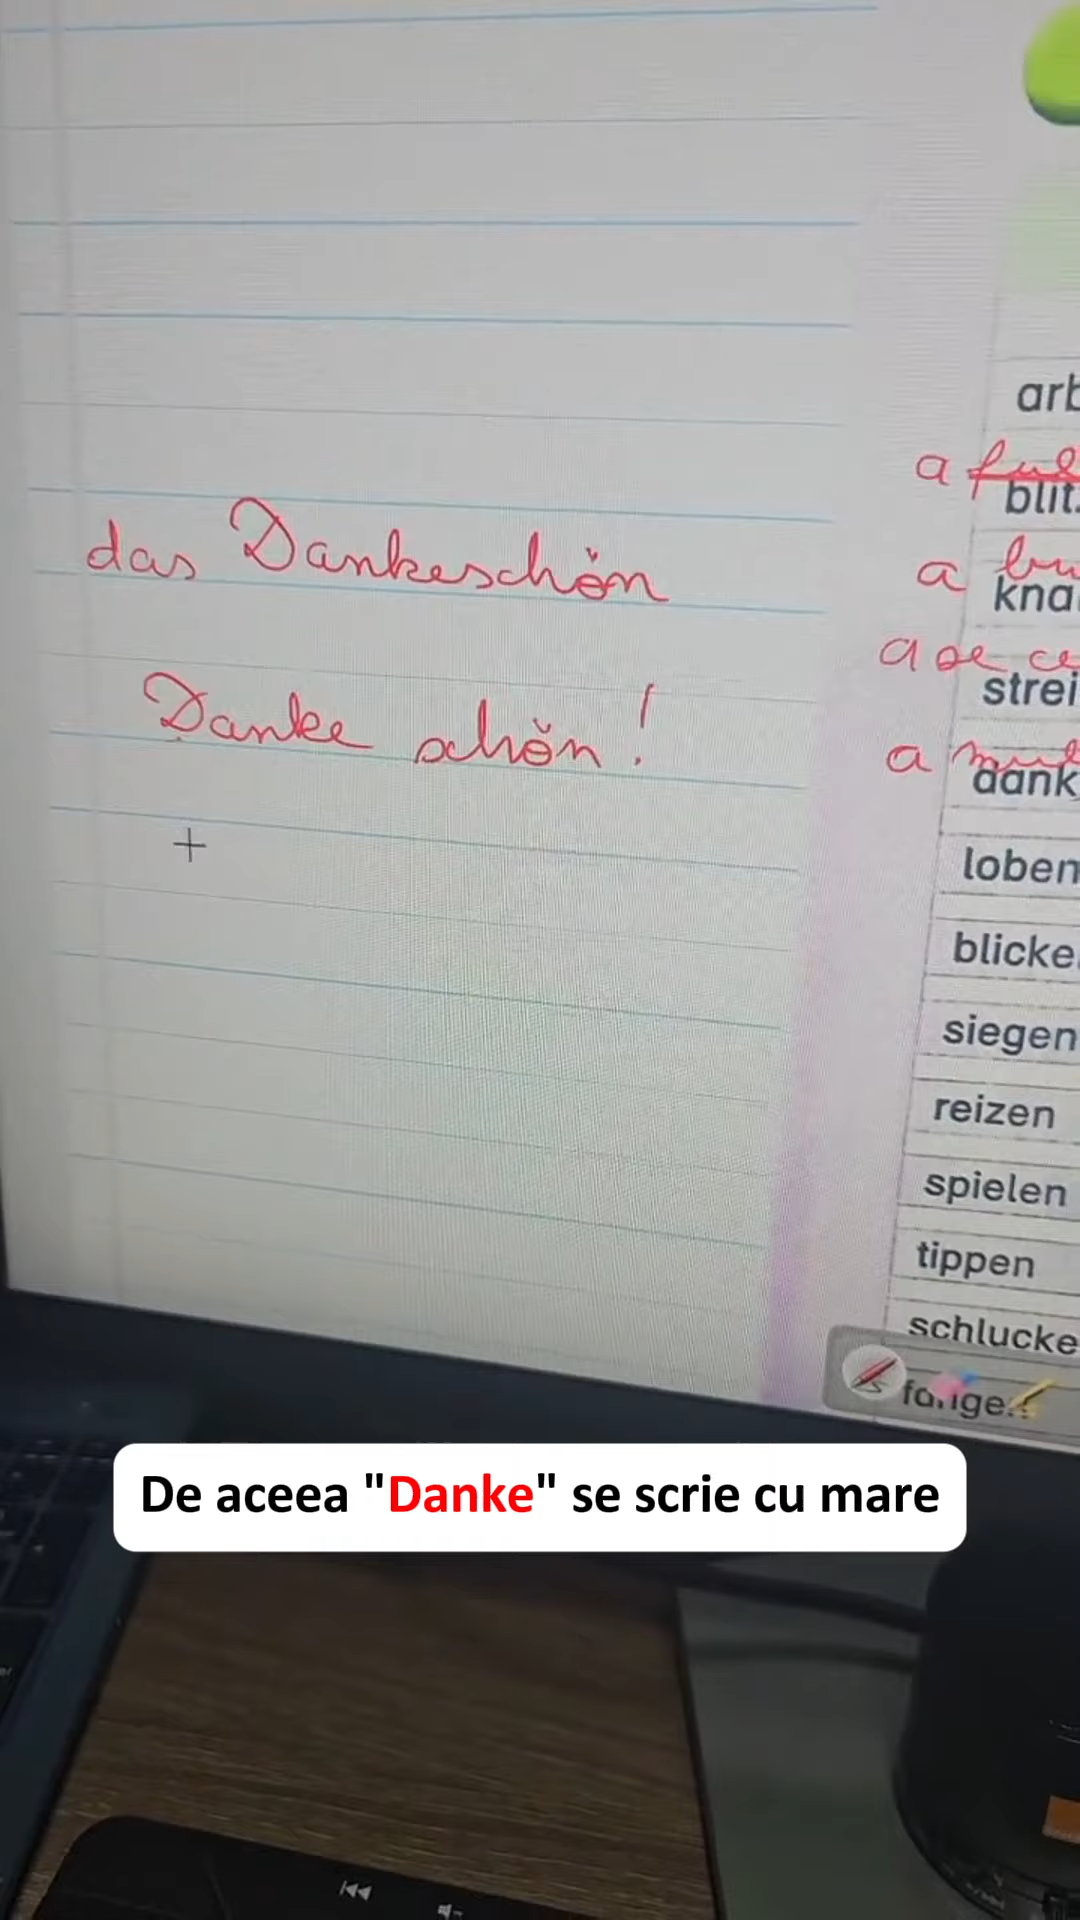 das Dankeschön
Danke schön!
a
blit
a
kna
a se ce
strei
a
dank
loben
blicke
siegen
reizen
spielen
tippen
schlucke
De aceea "Danke" se scrie cu mare